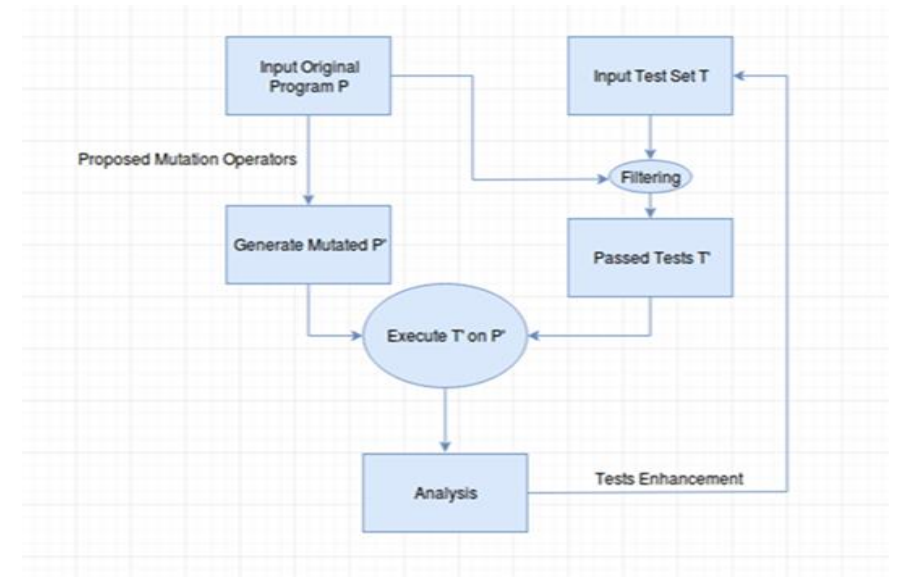 Input Original
Program P
Input Test Set T
Proposed Mutation Operators
Filtering
Generate Mutated P'
Passed Tests T'
Execute T' on P'
Analysis
Tests Enhancement